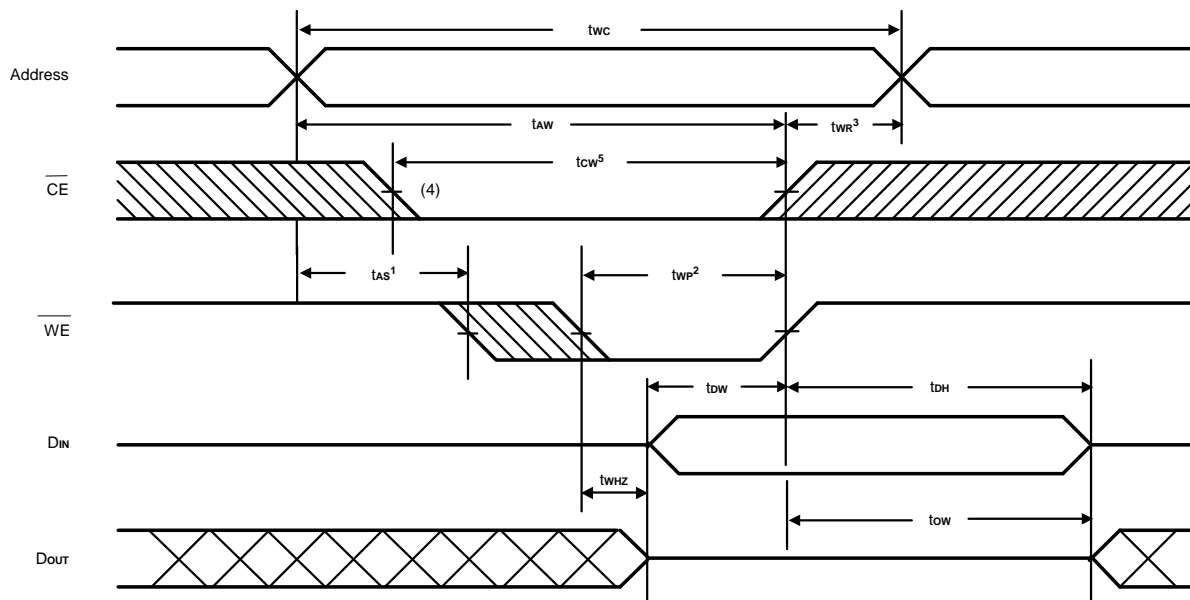 tWC
Address
tAW
tWR³
tCW⁵
CE
(4)
tAS¹
tWP²
WE
tDW
tDH
DIN
tWHZ
tOW
DOUT